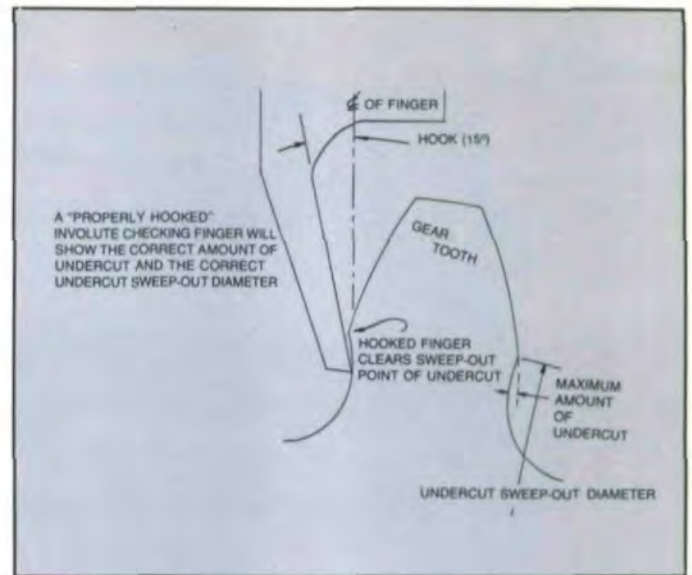 ℄ OF FINGER
HOOK (15°)
A "PROPERLY HOOKED"
INVOLUTE CHECKING FINGER WILL
SHOW THE CORRECT AMOUNT OF
UNDERCUT AND THE CORRECT
UNDERCUT SWEEP-OUT DIAMETER
GEAR
TOOTH
HOOKED FINGER
CLEARS SWEEP-OUT
POINT OF UNDERCUT
MAXIMUM
AMOUNT
OF
UNDERCUT
UNDERCUT SWEEP-OUT DIAMETER